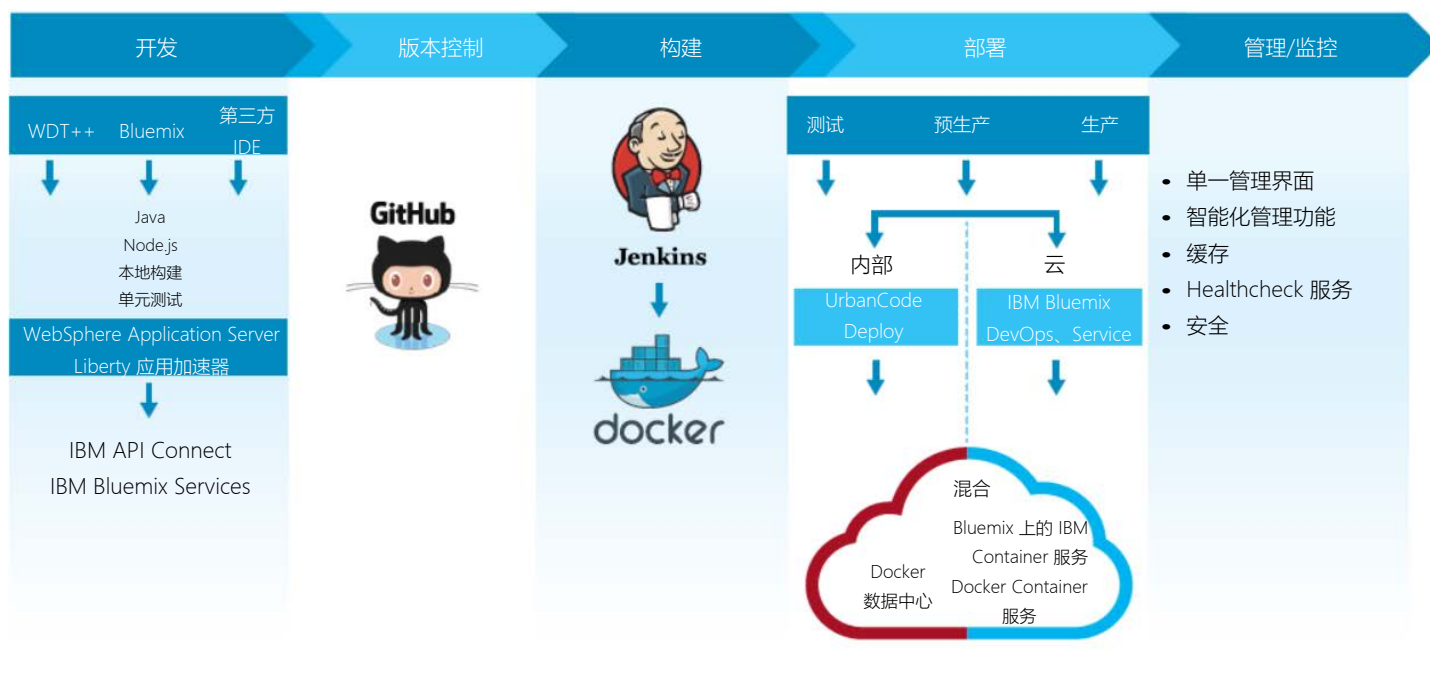 开发
版本控制
构建
部署
管理/监控
WDT++
Bluemix
第三方
IDE
Java
Node.js
本地构建
单元测试
WebSphere Application Server
Liberty 应用加速器
IBM API Connect
IBM Bluemix Services
GitHub
Jenkins
docker
测试
预生产
生产
内部
云
UrbanCode
Deploy
IBM Bluemix
DevOps、Service
混合
Docker
数据中心
Bluemix 上的 IBM
Container 服务
Docker Container
服务
• 单一管理界面
• 智能化管理功能
• 缓存
• Healthcheck 服务
• 安全